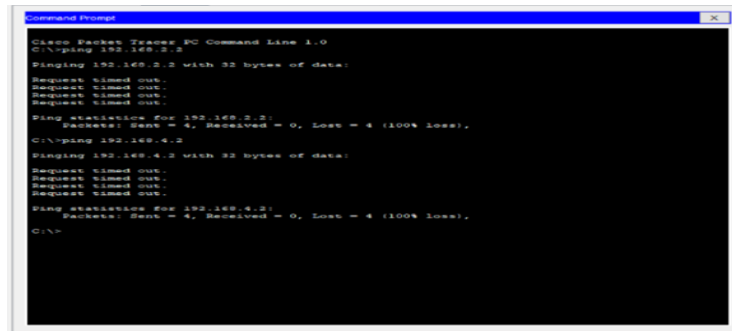 Command Prompt
Cisco Packet Tracer PC Command Line 1.0
C:\>ping 192.168.2.2
Pinging 192.168.2.2 with 32 bytes of data:
Request timed out.
Request timed out.
Request timed out.
Request timed out.
Ping statistics for 192.168.2.2:
Packets: Sent = 4, Received = 0, Lost = 4 (100% loss),
C:\>ping 192.168.4.2
Pinging 192.168.4.2 with 32 bytes of data:
Request timed out.
Request timed out.
Request timed out.
Request timed out.
Ping statistics for 192.168.4.2:
Packets: Sent = 4, Received = 0, Lost = 4 (100% loss),
C:\>